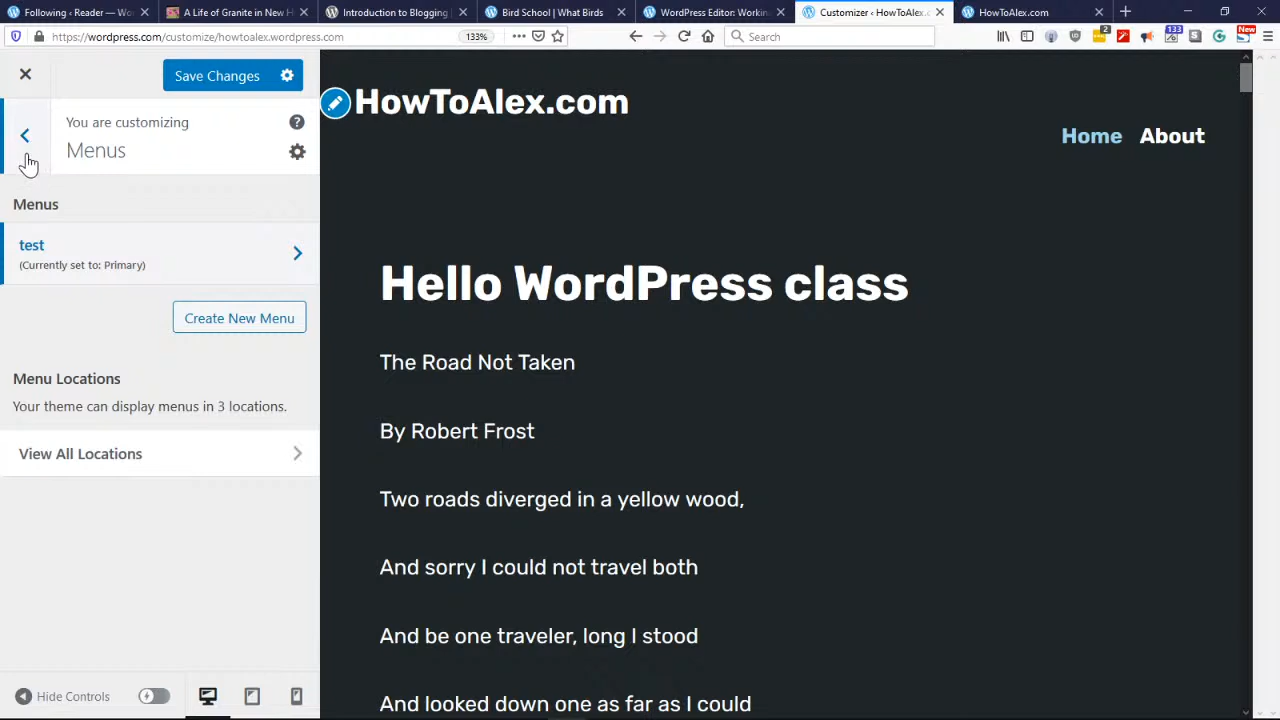 Following ‹ Reader — Wo
A Life of Granite in New H
Introduction to Blogging
Bird School | What Birds
WordPress Editor: Workin
Customizer ‹ HowToAlex.c
HowToAlex.com
https://wordpress.com/customize/howtoalex.wordpress.com
133%
Search
2
133
New
Save Changes
You are customizing
Menus
Menus
test
(Currently set to: Primary)
Create New Menu
Menu Locations
Your theme can display menus in 3 locations.
View All Locations
Hide Controls
HowToAlex.com
Home About
Hello WordPress class
The Road Not Taken
By Robert Frost
Two roads diverged in a yellow wood,
And sorry I could not travel both
And be one traveler, long I stood
And looked down one as far as I could